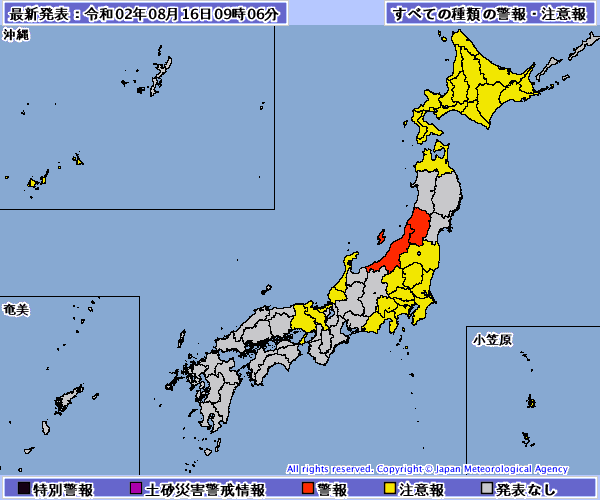 最新発表：令和02年08月16日09時06分
すべての種類の警報・注意報
沖縄
奄美
小笠原
All rights reserved. Copyright © Japan Meteorological Agency
特別警報 土砂災害警戒情報 警報 注意報 発表なし